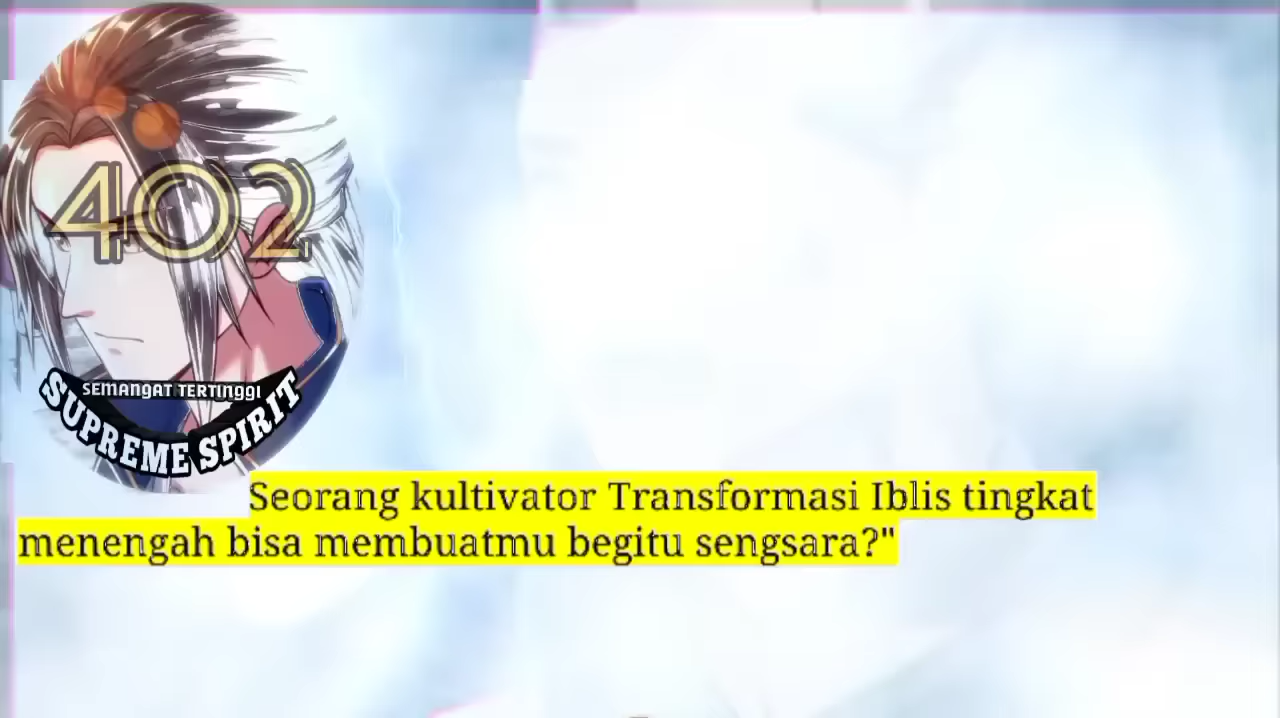 402
SEMANGAT TERTINGGI
SUPREME SPIRIT
Seorang kultivator Transformasi Iblis tingkat
menengah bisa membuatmu begitu sengsara?"